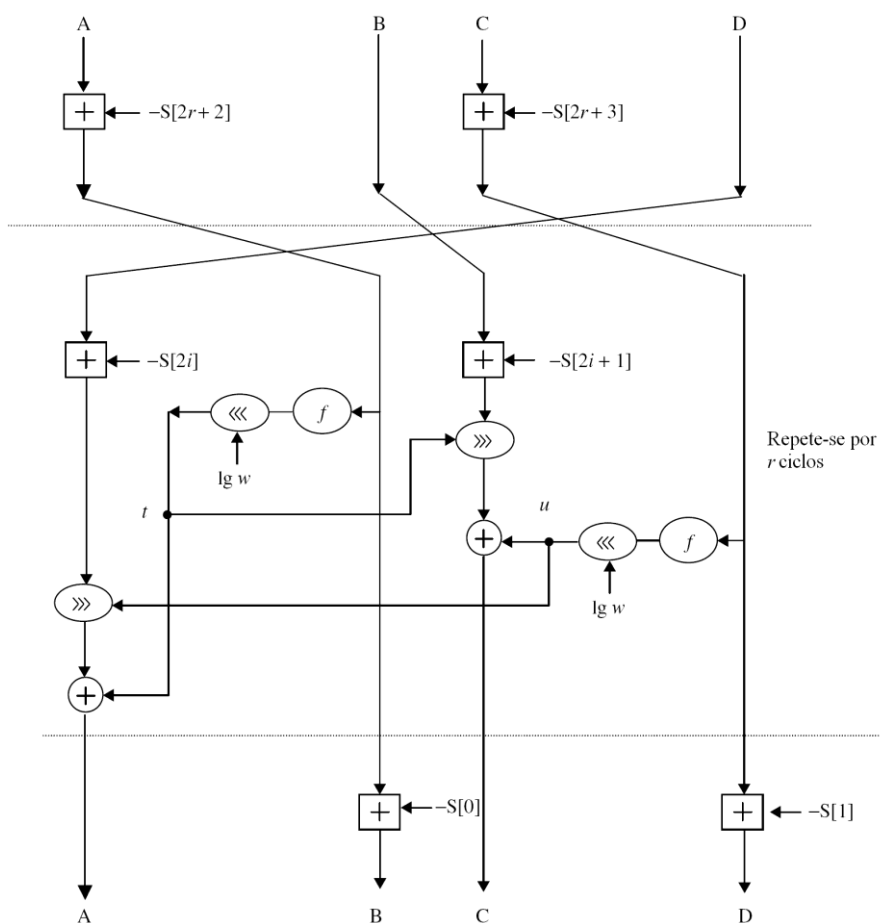 A B C D
+ −S[2r + 2] + −S[2r + 3]
+ −S[2i] + −S[2i + 1]
⋘ f ⋙
lg w
Repete-se por
r ciclos
t u
+ ⋘ f
⋙ lg w
+
+ −S[0] + −S[1]
A B C D